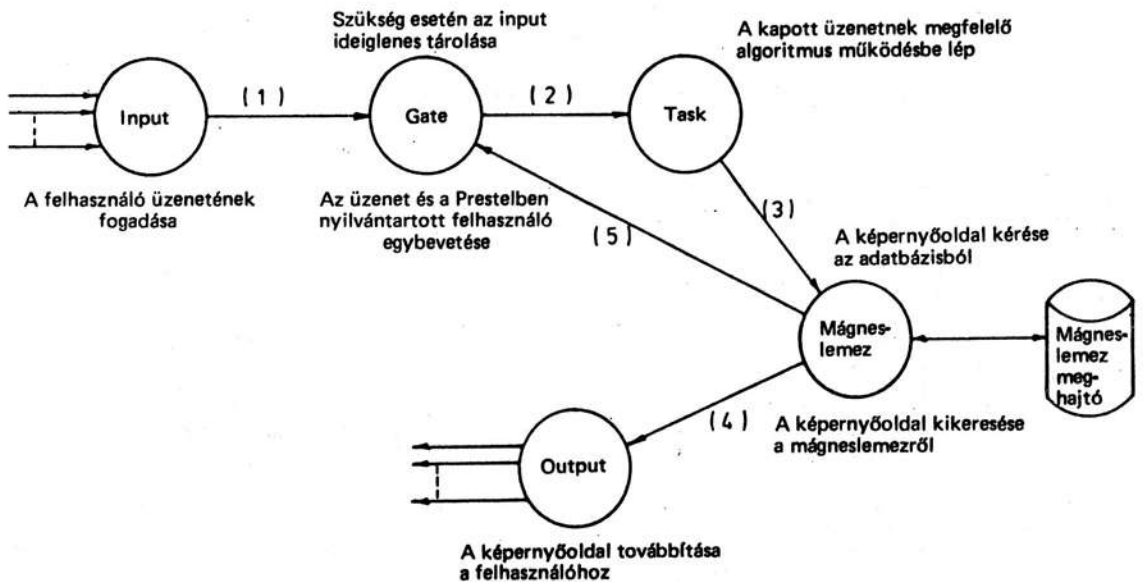 Szükség esetén az input
ideiglenes tárolása
A kapott üzenetnek megfelelő
algoritmus működésbe lép
Input
(1)
Gate
(2)
Task
A felhasználó üzenetének
fogadása
Az üzenet és a Prestelben
nyilvántartott felhasználó
egybevetése
(5)
(3)
A képernyőoldal kérése
az adatbázisból
Mágnes-
lemez
Mágnes-
lemez
meg-
hajtó
(4)
A képernyőoldal kikeresése
a mágneslemezről
Output
A képernyőoldal továbbítása
a felhasználóhoz